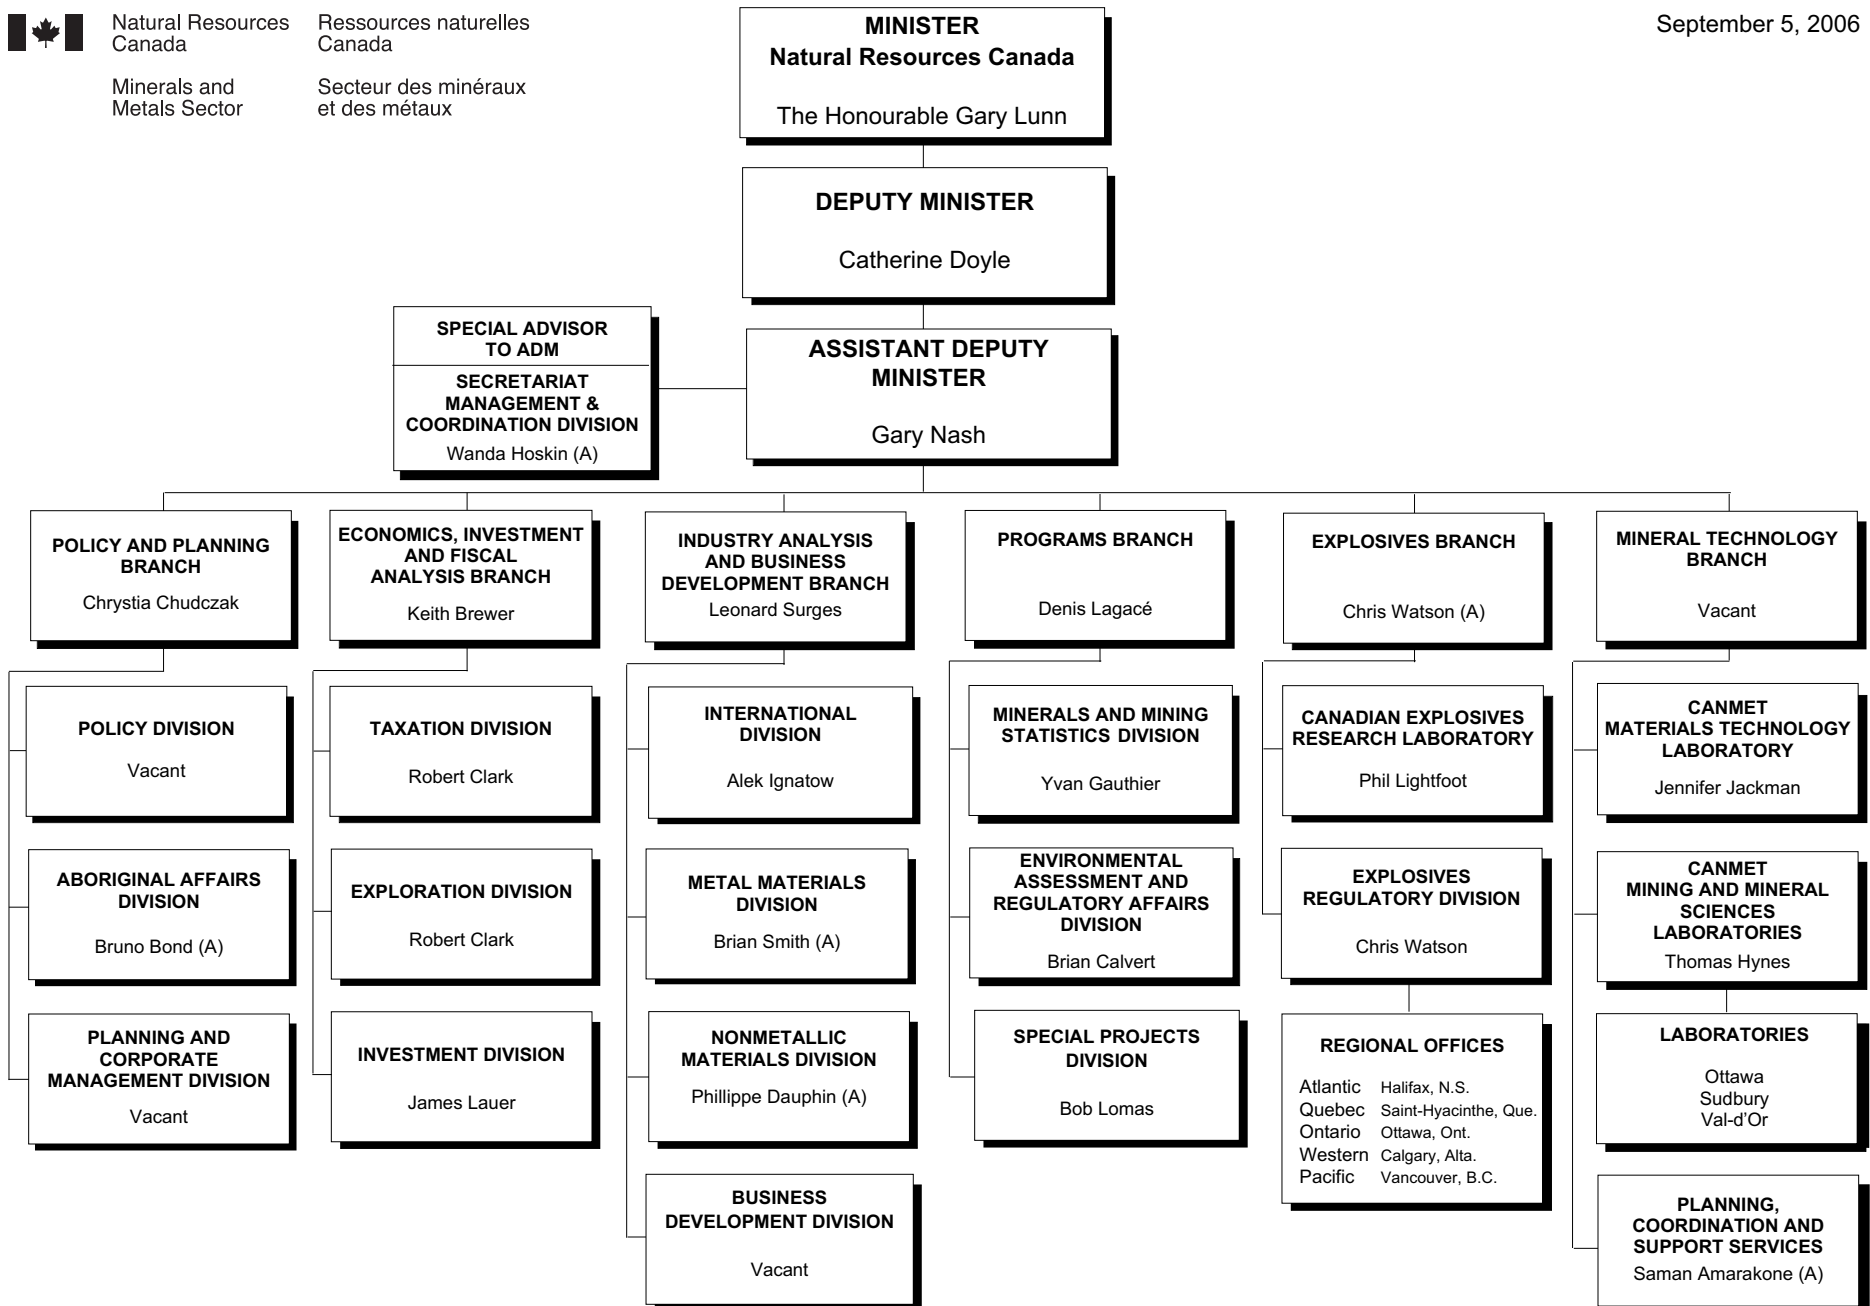 Natural Resources
Canada
Ressources naturelles
Canada
Minerals and
Metals Sector
Secteur des minéraux
et des métaux
September 5, 2006
MINISTER
Natural Resources Canada
The Honourable Gary Lunn
DEPUTY MINISTER
Catherine Doyle
SPECIAL ADVISOR
TO ADM
SECRETARIAT
MANAGEMENT &
COORDINATION DIVISION
Wanda Hoskin (A)
ASSISTANT DEPUTY
MINISTER
Gary Nash
POLICY AND PLANNING
BRANCH
Chrystia Chudczak
POLICY DIVISION
Vacant
ABORIGINAL AFFAIRS
DIVISION
Bruno Bond (A)
PLANNING AND
CORPORATE
MANAGEMENT DIVISION
Vacant
ECONOMICS, INVESTMENT
AND FISCAL
ANALYSIS BRANCH
Keith Brewer
TAXATION DIVISION
Robert Clark
EXPLORATION DIVISION
Robert Clark
INVESTMENT DIVISION
James Lauer
INDUSTRY ANALYSIS
AND BUSINESS
DEVELOPMENT BRANCH
Leonard Surges
INTERNATIONAL
DIVISION
Alek Ignatow
METAL MATERIALS
DIVISION
Brian Smith (A)
NONMETALLIC
MATERIALS DIVISION
Phillippe Dauphin (A)
BUSINESS
DEVELOPMENT DIVISION
Vacant
PROGRAMS BRANCH
Denis Lagacé
MINERALS AND MINING
STATISTICS DIVISION
Yvan Gauthier
ENVIRONMENTAL
ASSESSMENT AND
REGULATORY AFFAIRS
DIVISION
Brian Calvert
SPECIAL PROJECTS
DIVISION
Bob Lomas
EXPLOSIVES BRANCH
Chris Watson (A)
CANADIAN EXPLOSIVES
RESEARCH LABORATORY
Phil Lightfoot
EXPLOSIVES
REGULATORY DIVISION
Chris Watson
REGIONAL OFFICES
Atlantic Halifax, N.S.
Quebec Saint-Hyacinthe, Que.
Ontario Ottawa, Ont.
Western Calgary, Alta.
Pacific Vancouver, B.C.
MINERAL TECHNOLOGY
BRANCH
Vacant
CANMET
MATERIALS TECHNOLOGY
LABORATORY
Jennifer Jackman
CANMET
MINING AND MINERAL
SCIENCES
LABORATORIES
Thomas Hynes
LABORATORIES
Ottawa
Sudbury
Val-d'Or
PLANNING,
COORDINATION AND
SUPPORT SERVICES
Saman Amarakone (A)